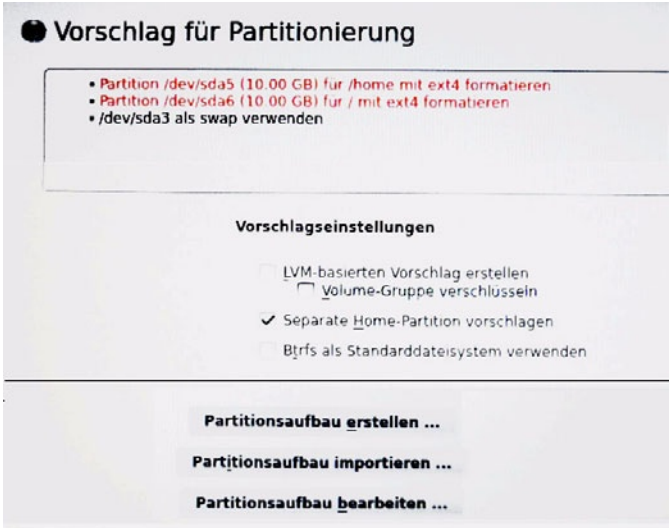 Vorschlag für Partitionierung
• Partition /dev/sda5 (10.00 GB) für /home mit ext4 formatieren
• Partition /dev/sda6 (10.00 GB) für / mit ext4 formatieren
• /dev/sda3 als swap verwenden
Vorschlagseinstellungen
LVM-basierten Vorschlag erstellen
Volume-Gruppe verschlüsseln
Separate Home-Partition vorschlagen
Btrfs als Standarddateisystem verwenden
Partitionsaufbau erstellen ...
Partitionsaufbau importieren ...
Partitionsaufbau bearbeiten ...